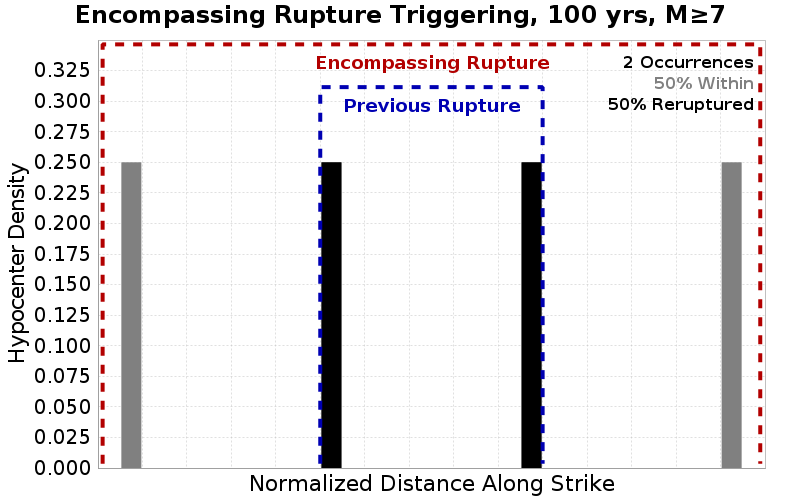 Encompassing Rupture Triggering, 100 yrs, M≥7
Encompassing Rupture
2 Occurrences
50% Within
50% Reruptured
Previous Rupture
Hypocenter Density
0.325
0.300
0.275
0.250
0.225
0.200
0.175
0.150
0.125
0.100
0.075
0.050
0.025
0.000
Normalized Distance Along Strike